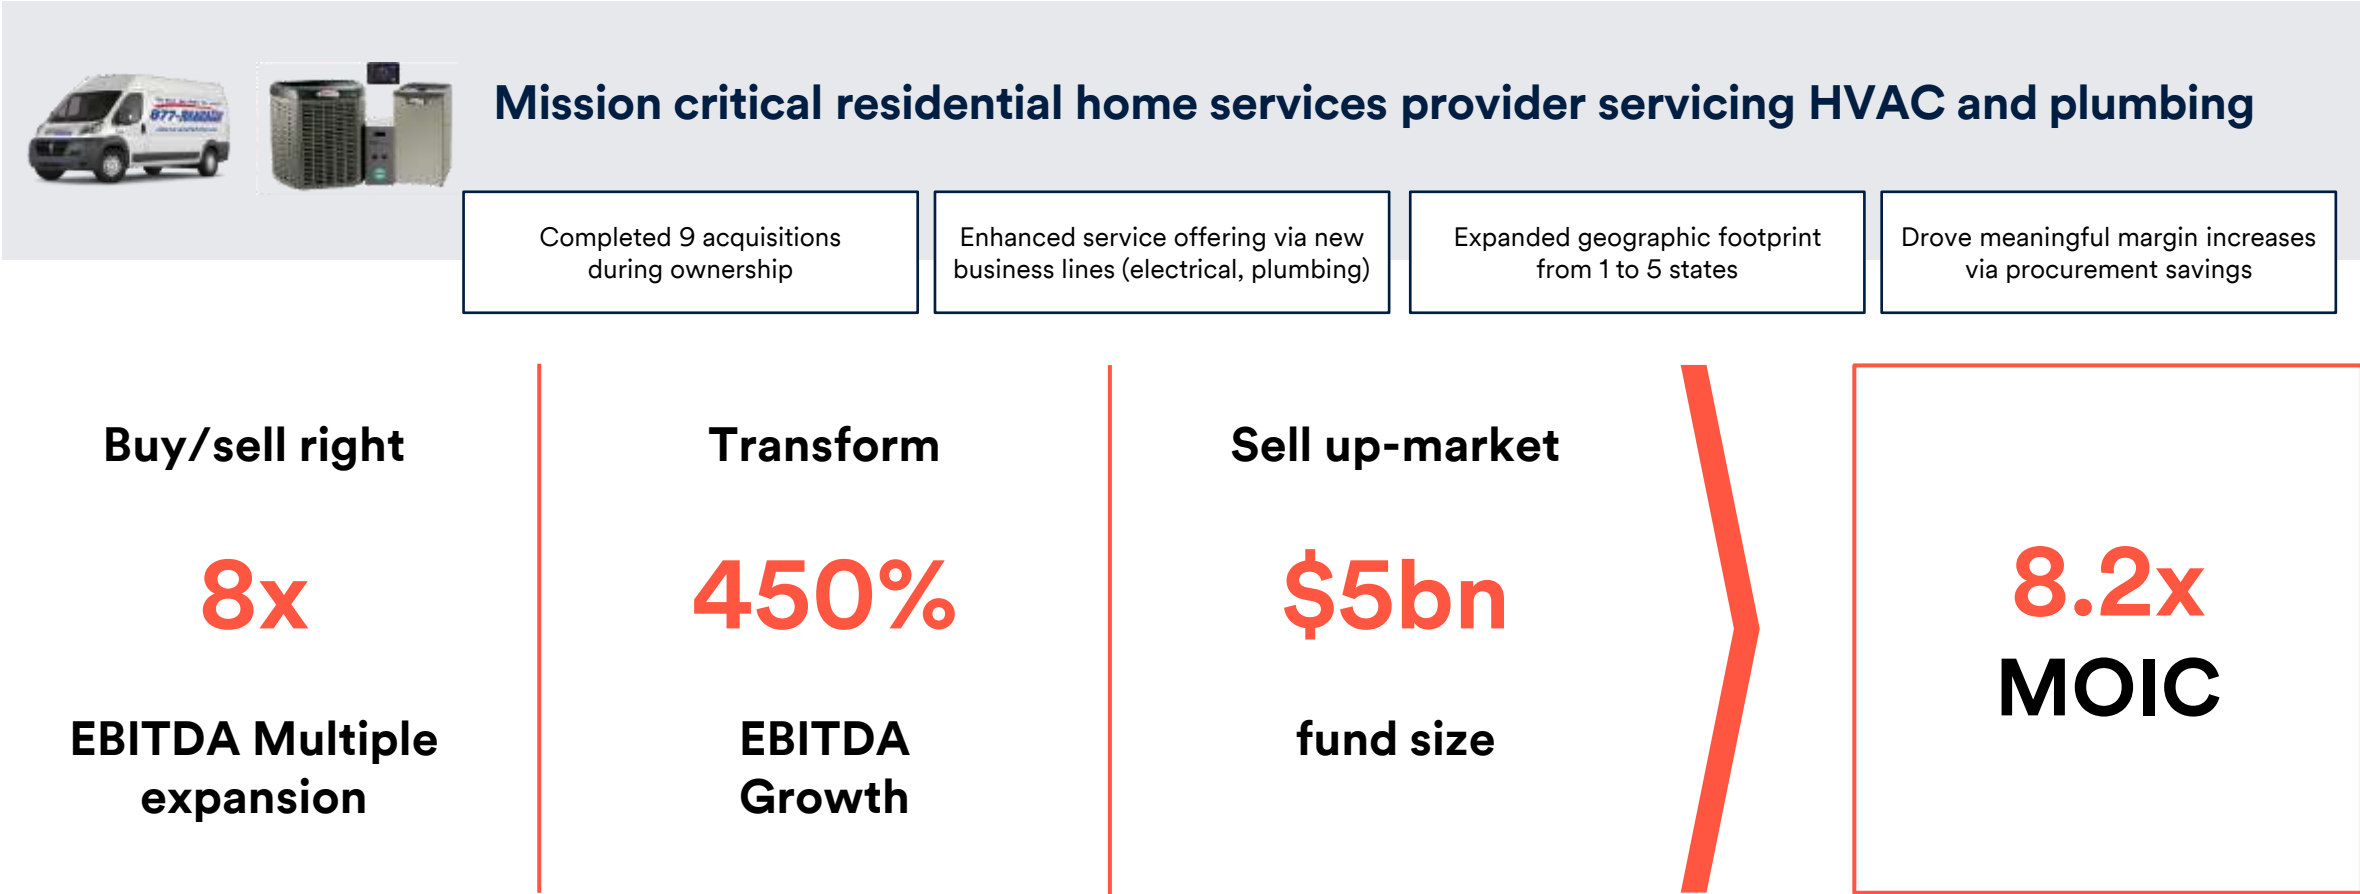 Mission critical residential home services provider servicing HVAC and plumbing
Completed 9 acquisitions
during ownership
Enhanced service offering via new
business lines (electrical, plumbing)
Expanded geographic footprint
from 1 to 5 states
Drove meaningful margin increases
via procurement savings
Buy/sell right
8x
EBITDA Multiple
expansion
Transform
450%
EBITDA
Growth
Sell up-market
$5bn
fund size
8.2x
MOIC